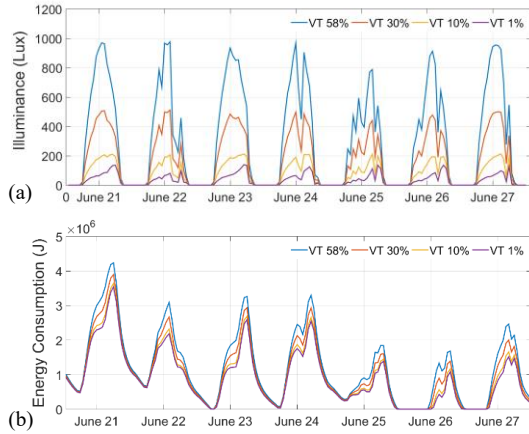 1200
VT 58% VT 30% VT 10% VT 1%
1000
800
600
400
200
0
Illuminance (Lux)
0 June 21 June 22 June 23 June 24 June 25 June 26 June 27
(a)
×10⁶
5
VT 58% VT 30% VT 10% VT 1%
4
3
2
1
0
Energy Consumption (J)
June 21 June 22 June 23 June 24 June 25 June 26 June 27
(b)